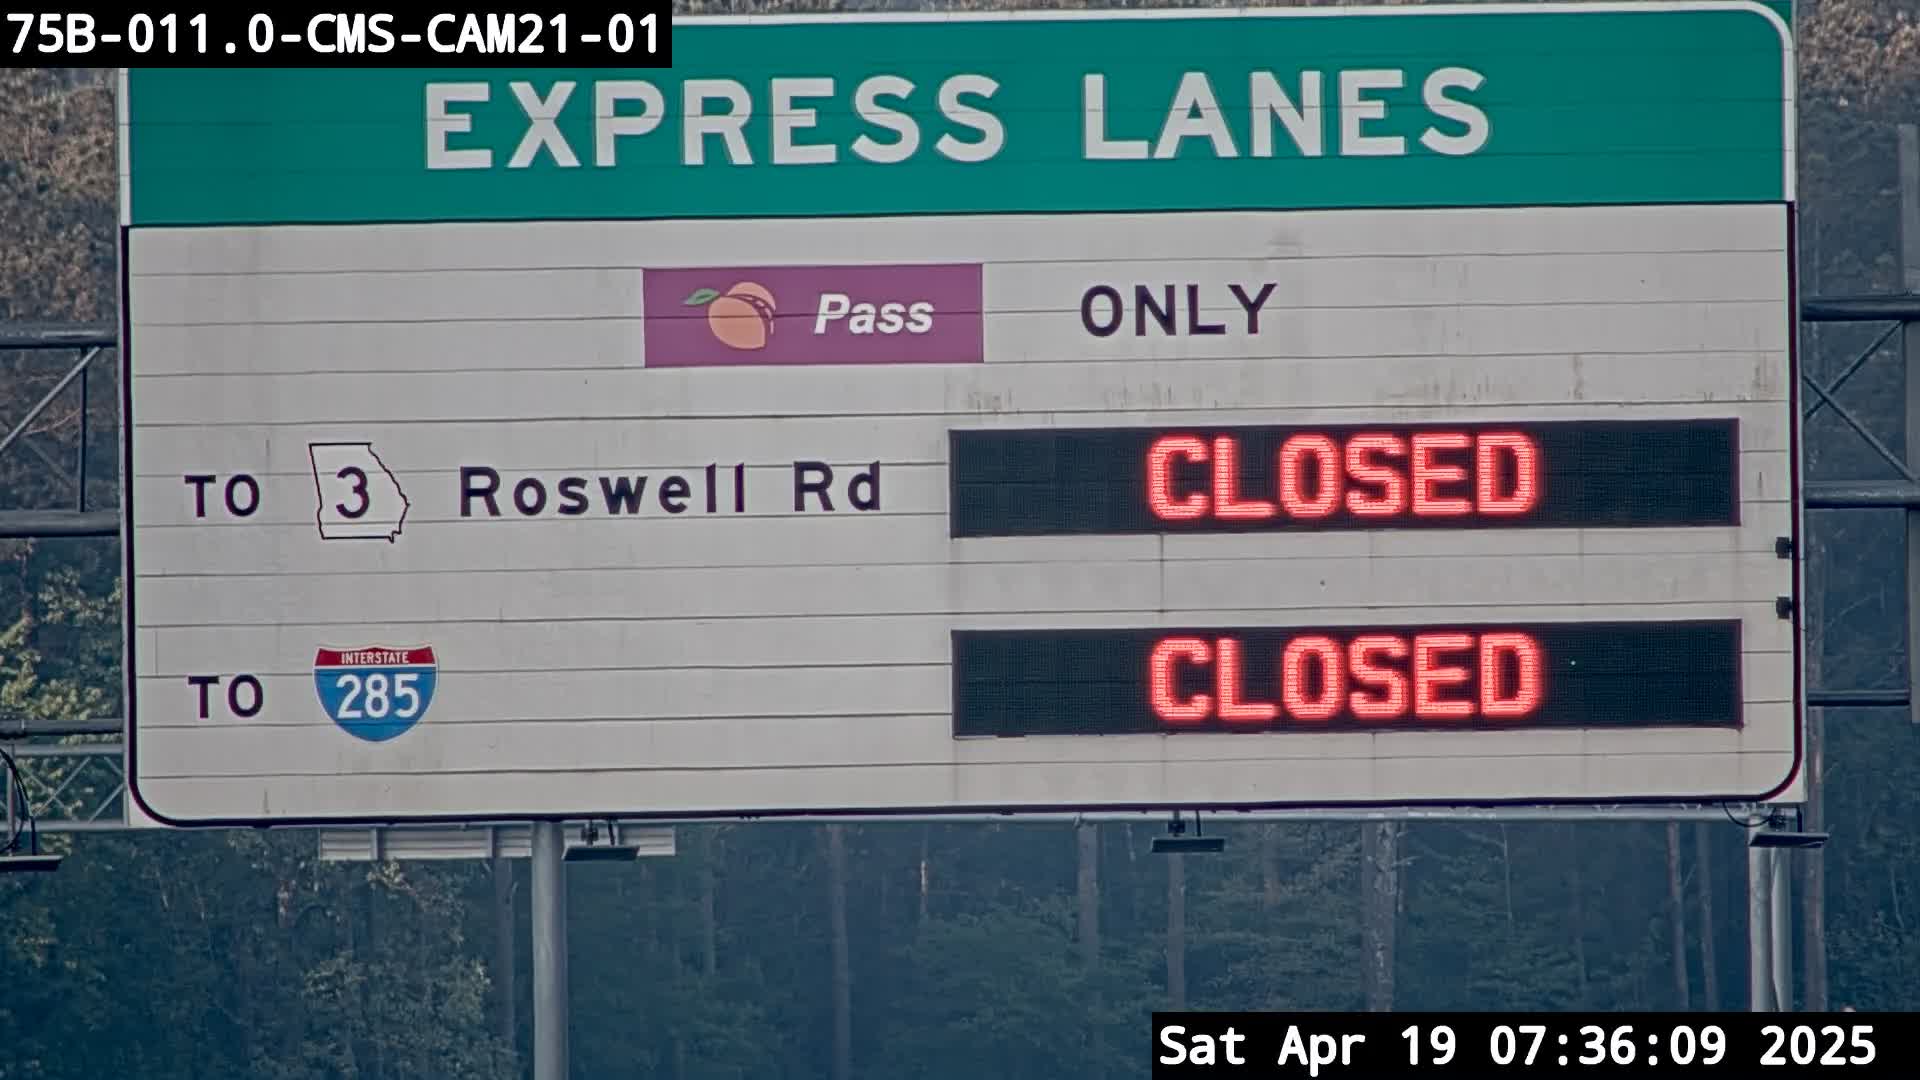 75B-011.0-CMS-CAM21-01
EXPRESS LANES
Pass ONLY
TO 3 Roswell Rd CLOSED
TO INTERSTATE 285 CLOSED
Sat Apr 19 07:36:09 2025